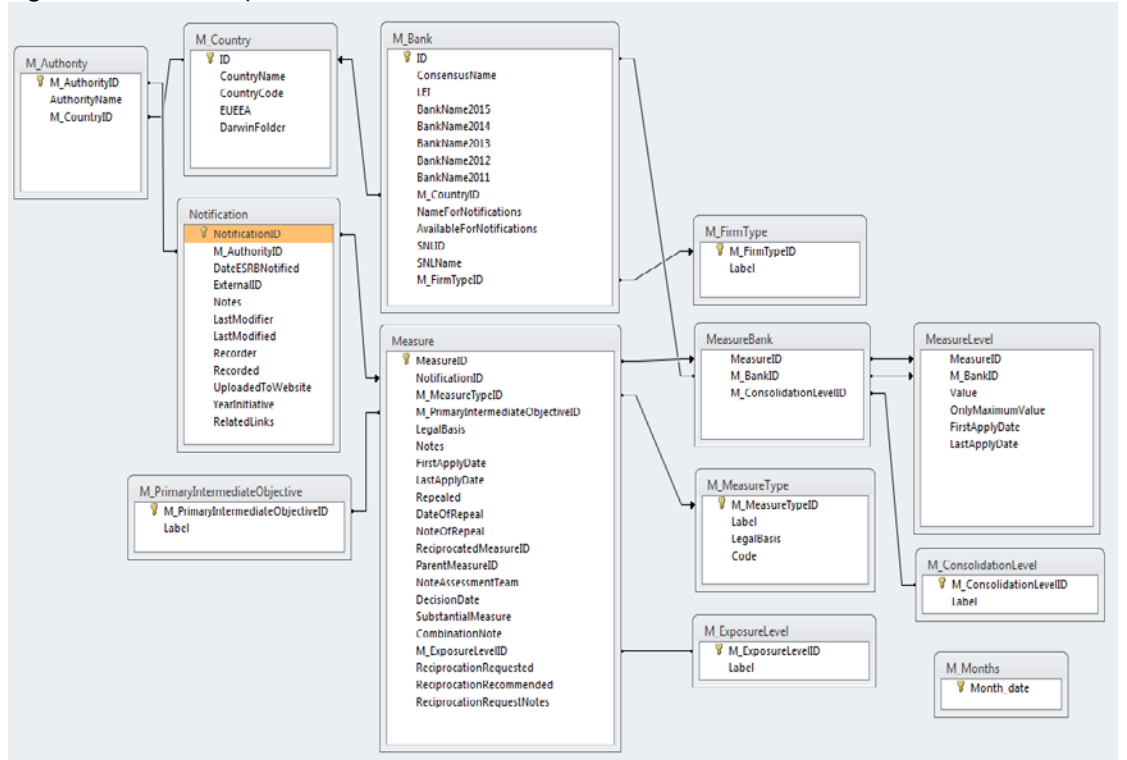 M_Authority
M_AuthorityID
AuthorityName
M_CountryID
M_Country
ID
CountryName
CountryCode
EUEEA
DarwinFolder
M_Bank
ID
ConsensusName
LEI
BankName2015
BankName2014
BankName2013
BankName2012
BankName2011
M_CountryID
NameForNotifications
AvailableForNotifications
SNLID
SNLName
M_FirmTypeID
Notification
NotificationID
M_AuthorityID
DateESRBNotified
ExternalID
Notes
LastModifier
LastModified
Recorder
Recorded
UploadedToWebsite
YearInitiative
RelatedLinks
M_FirmType
M_FirmTypeID
Label
Measure
MeasureID
NotificationID
M_MeasureTypeID
M_PrimaryIntermediateObjectiveID
LegalBasis
Notes
FirstApplyDate
LastApplyDate
Repealed
DateOfRepeal
NoteOfRepeal
ReciprocatedMeasureID
ParentMeasureID
NoteAssessmentTeam
DecisionDate
SubstantialMeasure
CombinationNote
M_ExposureLevelID
ReciprocationRequested
ReciprocationRecommended
ReciprocationRequestNotes
MeasureBank
MeasureID
M_BankID
M_ConsolidationLevelID
MeasureLevel
MeasureID
M_BankID
Value
OnlyMaximumValue
FirstApplyDate
LastApplyDate
M_PrimaryIntermediateObjective
M_PrimaryIntermediateObjectiveID
Label
M_MeasureType
M_MeasureTypeID
Label
LegalBasis
Code
M_ConsolidationLevel
M_ConsolidationLevelID
Label
M_ExposureLevel
M_ExposureLevelID
Label
M_Months
Month_date